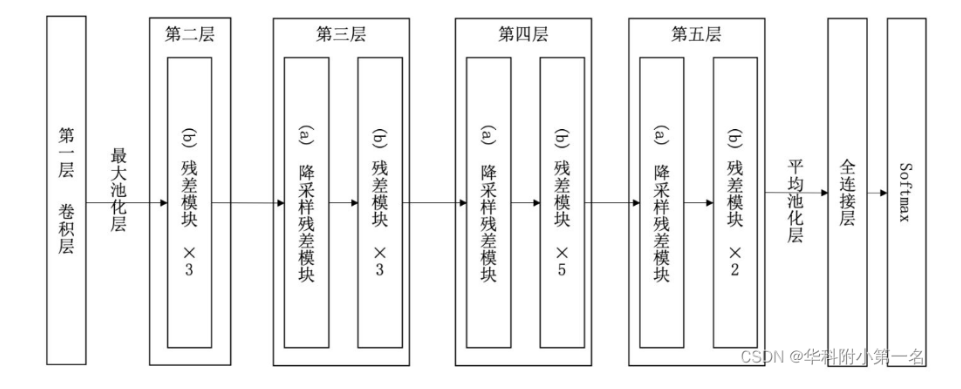 第一层 卷积层
最大池化层
第二层
(b) 残差模块 ×3
第三层
(a) 降采样残差模块
(b) 残差模块 ×3
第四层
(a) 降采样残差模块
(b) 残差模块 ×5
第五层
(a) 降采样残差模块
(b) 残差模块 ×2
平均池化层
全连接层
Softmax
CSDN @华科附小第一名